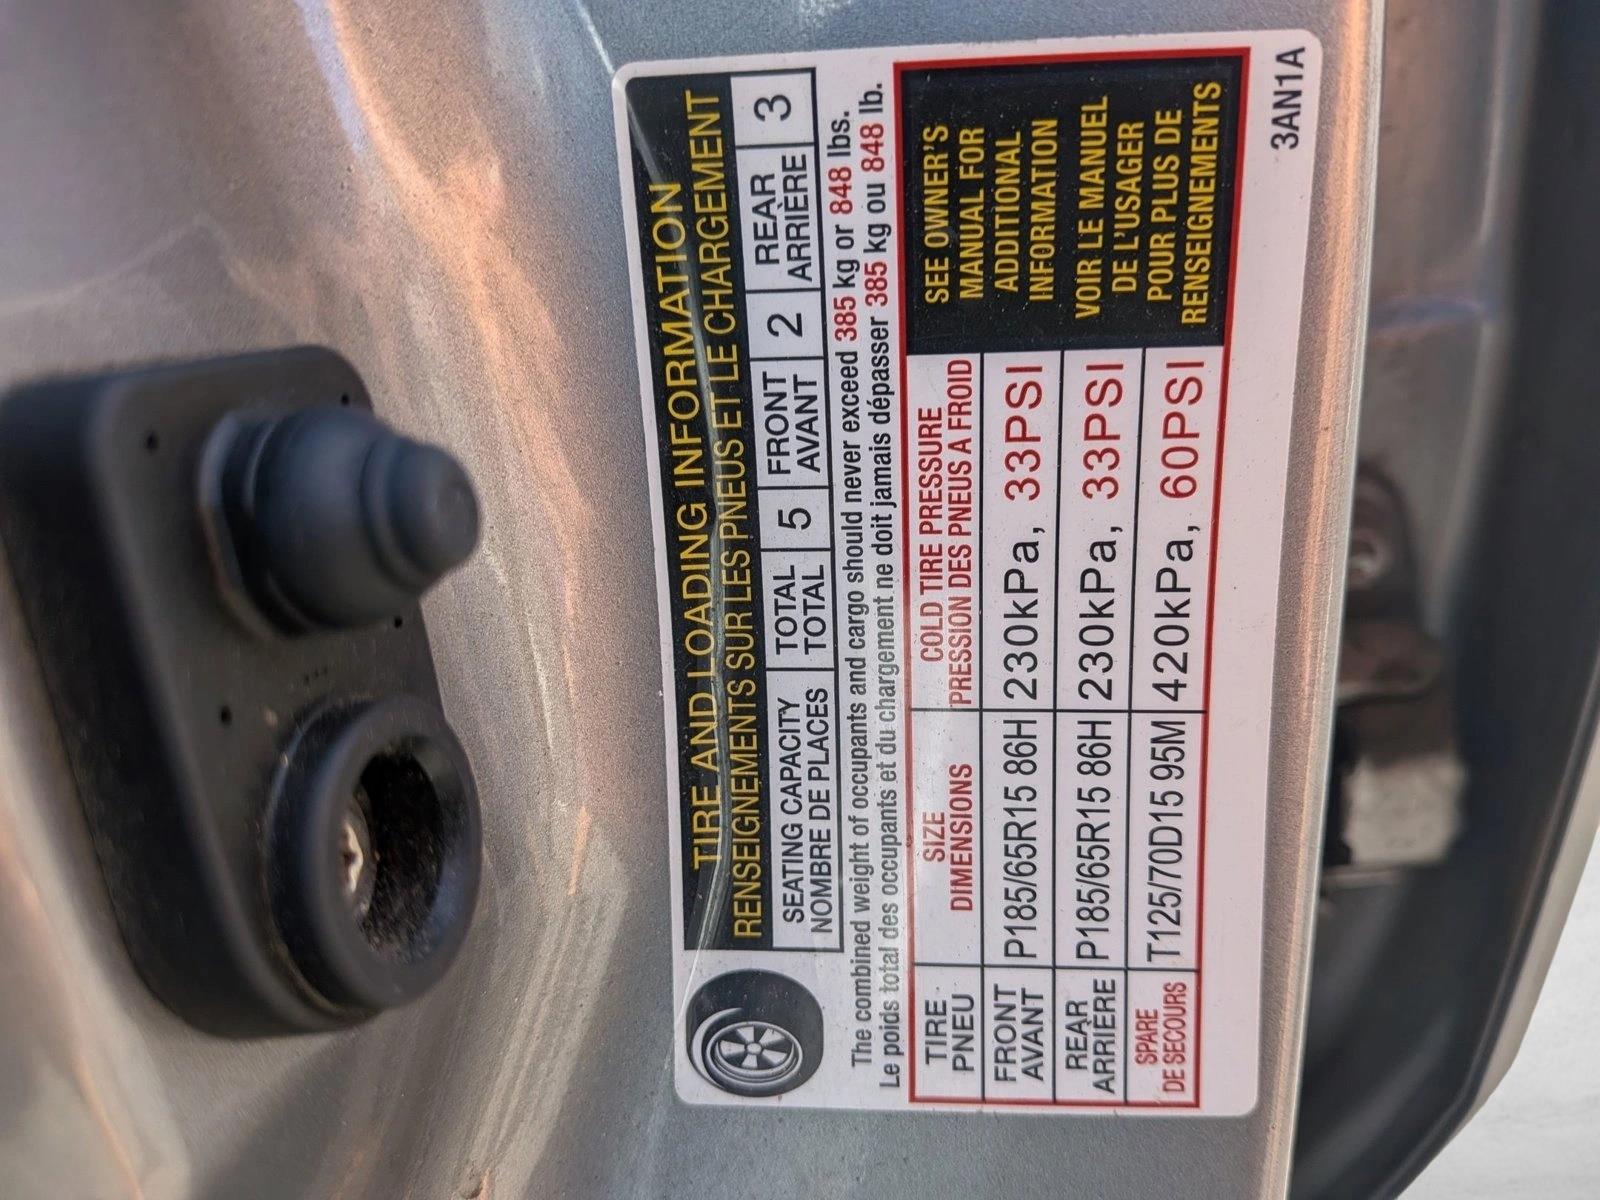 TIRE AND LOADING INFORMATION
RENSEIGNEMENTS SUR LES PNEUS ET LE CHARGEMENT
SEATING CAPACITY TOTAL 5 FRONT 2 REAR 3
NOMBRE DE PLACES TOTAL AVANT ARRIÈRE
The combined weight of occupants and cargo should never exceed 385 kg or 848 lbs.
Le poids total des occupants et du chargement ne doit jamais dépasser 385 kg ou 848 lb.
TIRE SIZE COLD TIRE PRESSURE
PNEU DIMENSIONS PRESSION DES PNEUS A FROID
FRONT P185/65R15 86H 230kPa, 33PSI
AVANT
REAR P185/65R15 86H 230kPa, 33PSI
ARRIÈRE
SPARE T125/70D15 95M 420kPa, 60PSI
DE SECOURS
SEE OWNER'S
MANUAL FOR
ADDITIONAL
INFORMATION
VOIR LE MANUEL
DE L'USAGER
POUR PLUS DE
RENSEIGNEMENTS
3AN1A